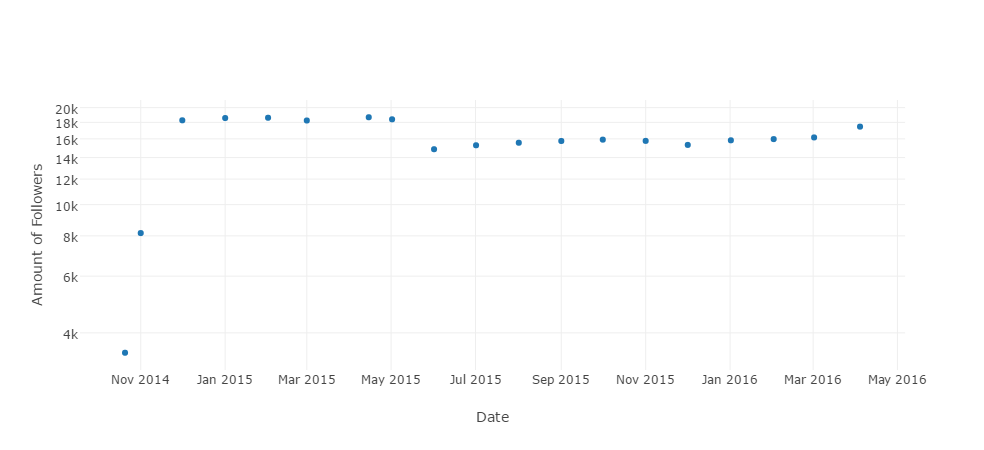 20k
18k
16k
14k
12k
10k
8k
6k
4k
Amount of Followers
Nov 2014 Jan 2015 Mar 2015 May 2015 Jul 2015 Sep 2015 Nov 2015 Jan 2016 Mar 2016 May 2016
Date